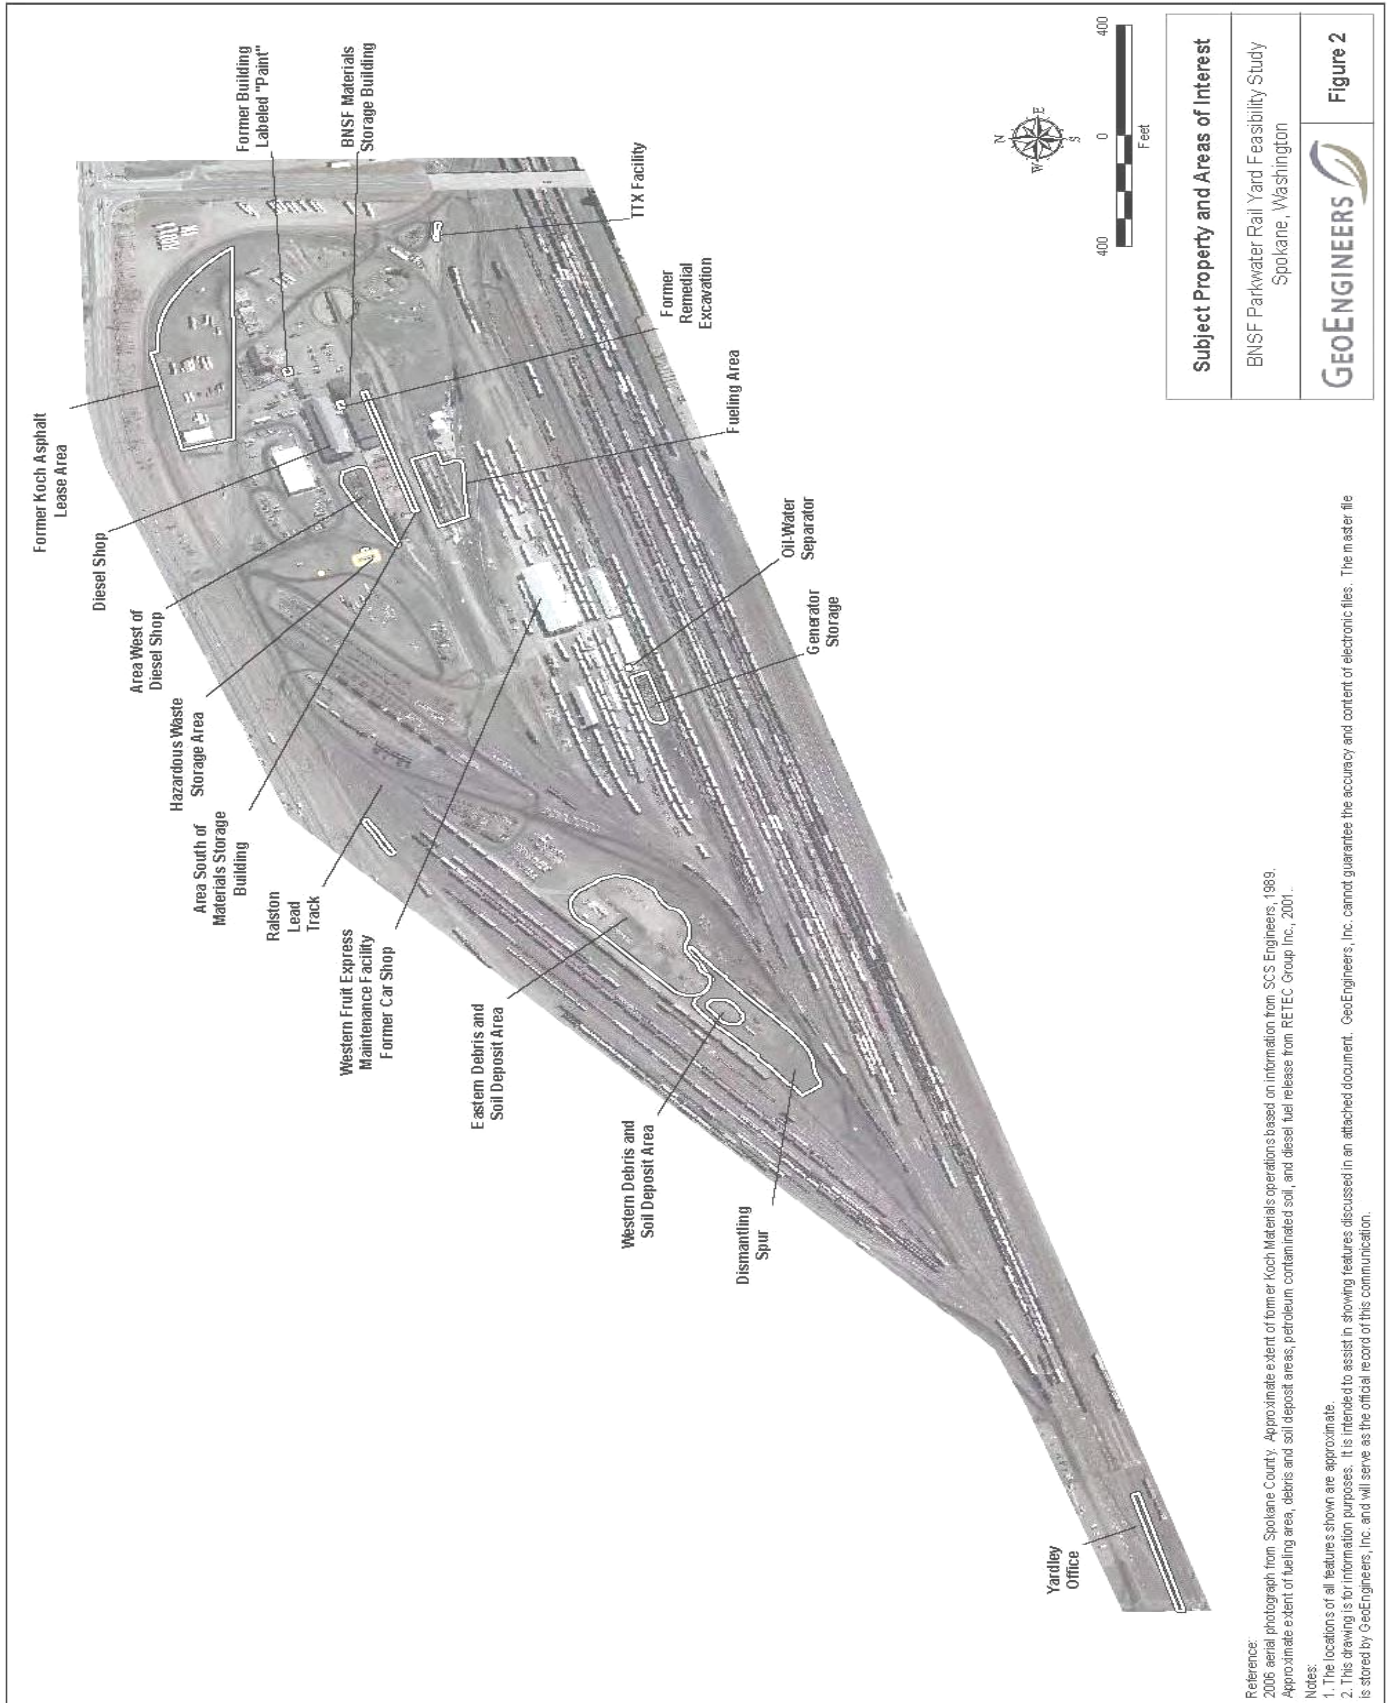 Former Koch Asphalt
Lease Area
Diesel Shop
Area West of
Diesel Shop
Hazardous Waste
Storage Area
Area South of
Materials Storage
Building
Ralston
Lead
Track
Western Fruit Express
Maintenance Facility
Former Car Shop
Eastern Debris and
Soil Deposit Area
Western Debris and
Soil Deposit Area
Dismantling
Spur
Yardley
Office
Former Building
Labeled "Paint"
BNSF Materials
Storage Building
TTX Facility
Former
Remedial
Excavation
Fueling Area
Oil-Water
Separator
Generator
Storage
N
W
E
S
400
0
400
Feet
Reference:
2006 aerial photograph from Spokane County. Approximate extent of former Koch Materials operations based on information from SCS Engineers, 1989.
Approximate extent of fueling area, debris and soil deposit areas, petroleum contaminated soil, and diesel fuel release from RETEC Group Inc., 2001.
Notes:
1. The locations of all features shown are approximate.
2. This drawing is for information purposes. It is intended to assist in showing features discussed in an attached document. GeoEngineers, Inc. cannot guarantee the accuracy and content of electronic files. The master file
is stored by GeoEngineers, Inc. and will serve as the official record of this communication.
Subject Property and Areas of Interest
BNSF Parkwater Rail Yard Feasibility Study
Spokane, Washington
GEOENGINEERS
Figure 2